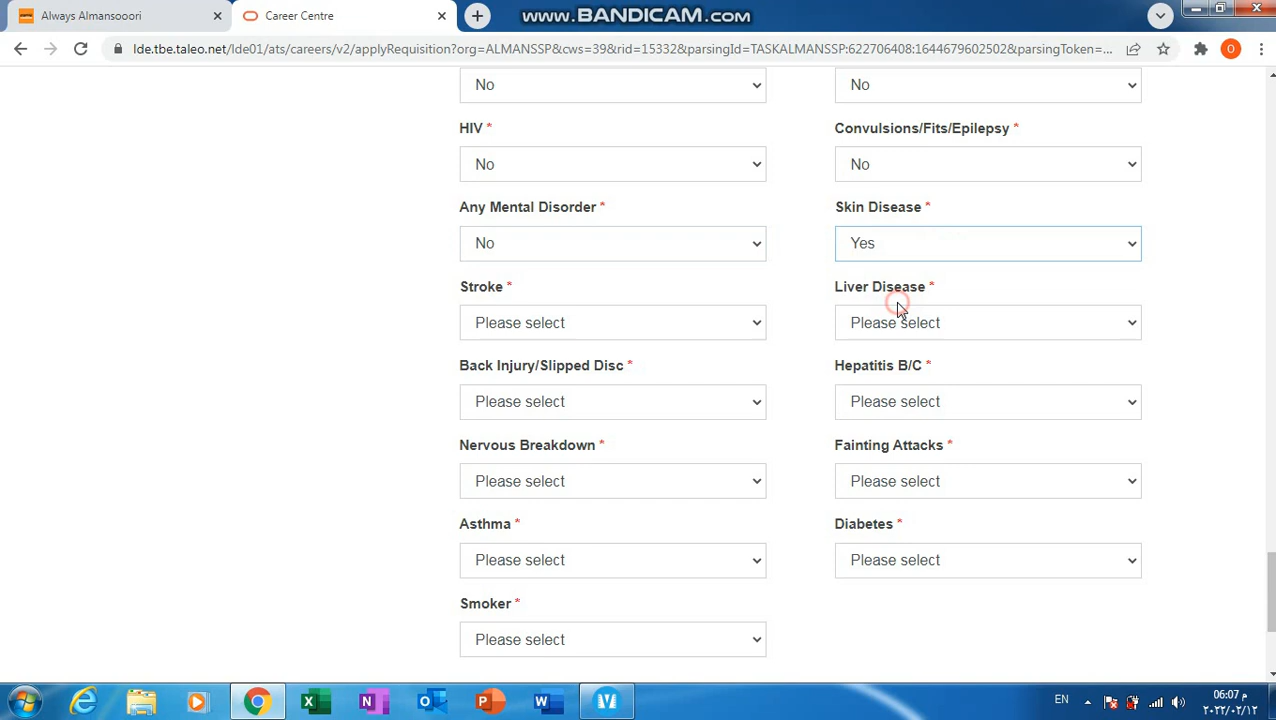 Always Almansooori
Career Centre
www.BANDICAM.com
lde.tbe.taleo.net/lde01/ats/careers/v2/applyRequisition?org=ALMANSSP&cws=39&rid=15332&parsingId=TASKALMANSSP:622706408:1644679602502&parsingToken=...
O
No
No
HIV *
Convulsions/Fits/Epilepsy *
No
No
Any Mental Disorder *
Skin Disease *
No
Yes
Stroke *
Liver Disease *
Please select
Please select
Back Injury/Slipped Disc *
Hepatitis B/C *
Please select
Please select
Nervous Breakdown *
Fainting Attacks *
Please select
Please select
Asthma *
Diabetes *
Please select
Please select
Smoker *
Please select
EN
06:07 م
٢٠٢٢/٠٢/١٢